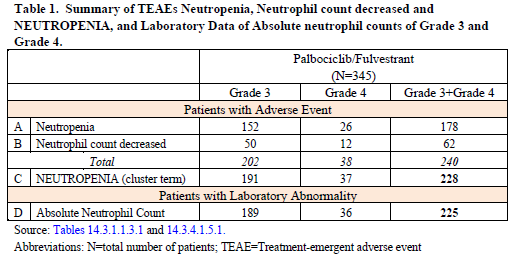 Table 1.  Summary of TEAEs Neutropenia, Neutrophil count decreased and
NEUTROPENIA, and Laboratory Data of Absolute neutrophil counts of Grade 3 and
Grade 4.
Palbociclib/Fulvestrant
(N=345)
Grade 3 Grade 4 Grade 3+Grade 4
Patients with Adverse Event
A Neutropenia 152 26 178
B Neutrophil count decreased 50 12 62
Total 202 38 240
C NEUTROPENIA (cluster term) 191 37 228
Patients with Laboratory Abnormality
D Absolute Neutrophil Count 189 36 225
Source: Tables 14.3.1.1.3.1 and 14.3.4.1.5.1.
Abbreviations: N=total number of patients; TEAE=Treatment-emergent adverse event